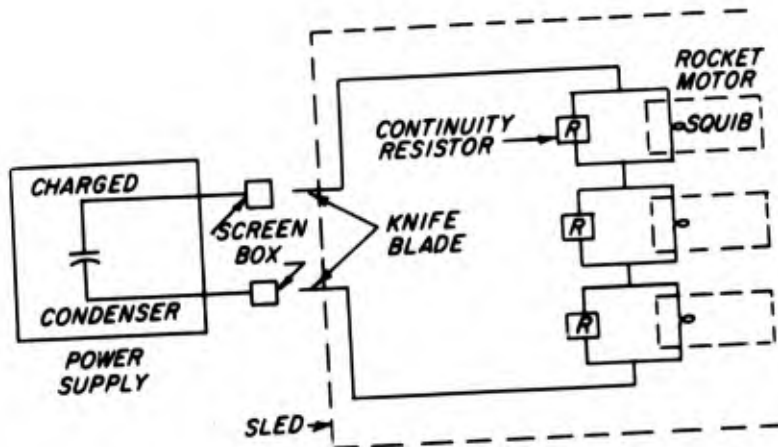 ROCKET
MOTOR
CONTINUITY
RESISTOR
R
SQUIB
CHARGED
SCREEN
BOX
KNIFE
BLADE
R
CONDENSER
R
POWER
SUPPLY
SLED